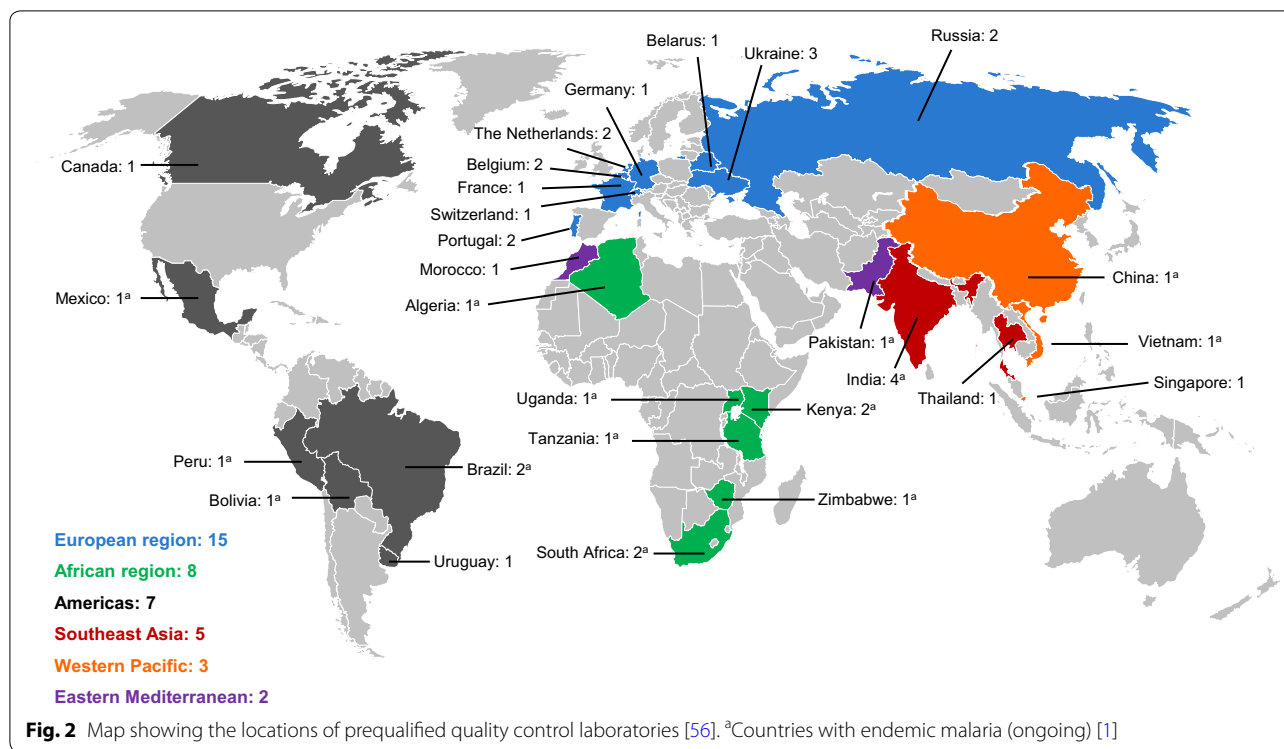 Belarus: 1
Russia: 2
Ukraine: 3
Germany: 1
The Netherlands: 2
Canada: 1
Belgium: 2
France: 1
Switzerland: 1
Portugal: 2
Morocco: 1
China: 1ᵃ
Mexico: 1ᵃ
Algeria: 1ᵃ
Pakistan: 1ᵃ
Vietnam: 1ᵃ
India: 4ᵃ
Singapore: 1
Thailand: 1
Uganda: 1ᵃ
Kenya: 2ᵃ
Tanzania: 1ᵃ
Peru: 1ᵃ
Brazil: 2ᵃ
Bolivia: 1ᵃ
Zimbabwe: 1ᵃ
South Africa: 2ᵃ
Uruguay: 1
European region: 15
African region: 8
Americas: 7
Southeast Asia: 5
Western Pacific: 3
Eastern Mediterranean: 2
Fig. 2 Map showing the locations of prequalified quality control laboratories [56]. ᵃCountries with endemic malaria (ongoing) [1]